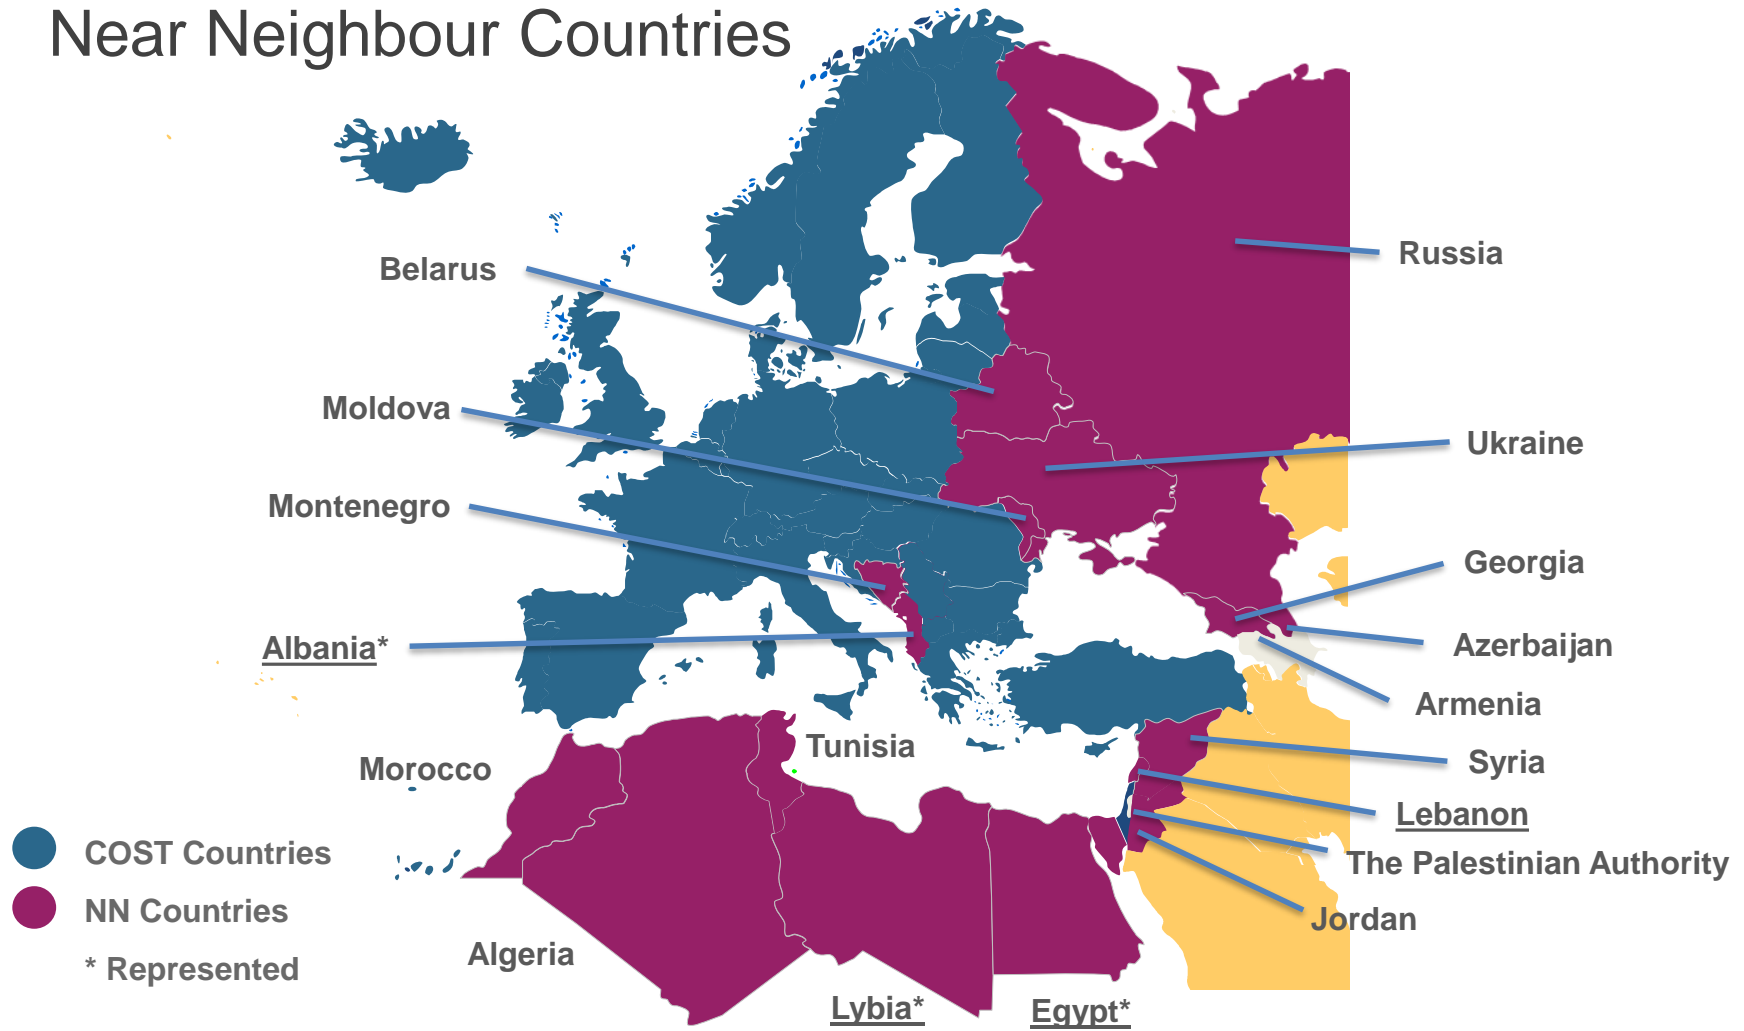 Near Neighbour Countries
Belarus
Russia
Moldova
Ukraine
Montenegro
Georgia
Albania*
Azerbaijan
Armenia
Tunisia
Morocco
Syria
Lebanon
COST Countries
The Palestinian Authority
NN Countries
Jordan
Algeria
* Represented
Lybia*
Egypt*